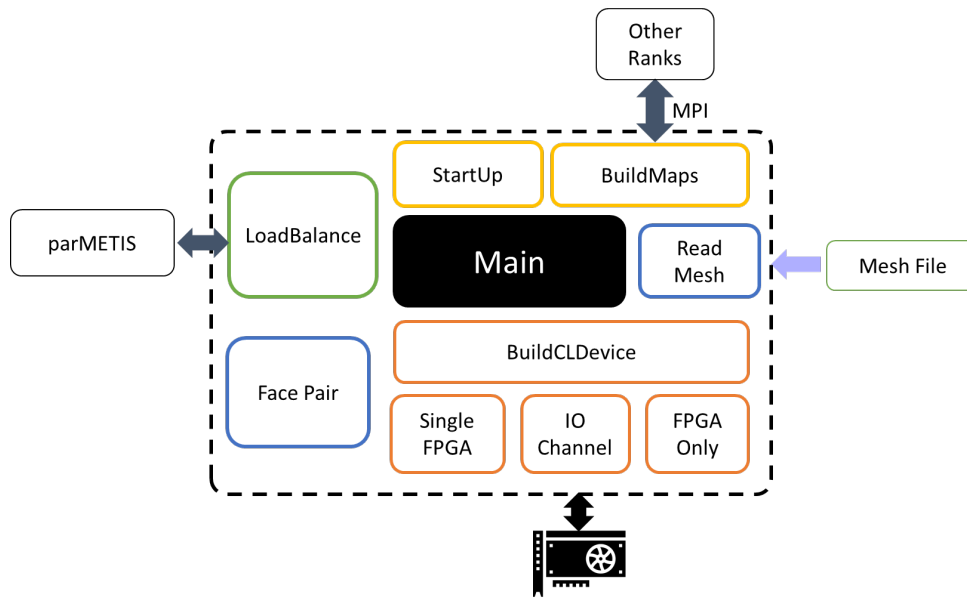 Other
Ranks
MPI
StartUp
BuildMaps
LoadBalance
parMETIS
Main
Read
Mesh
Mesh File
BuildCLDevice
Face Pair
Single
FPGA
IO
Channel
FPGA
Only